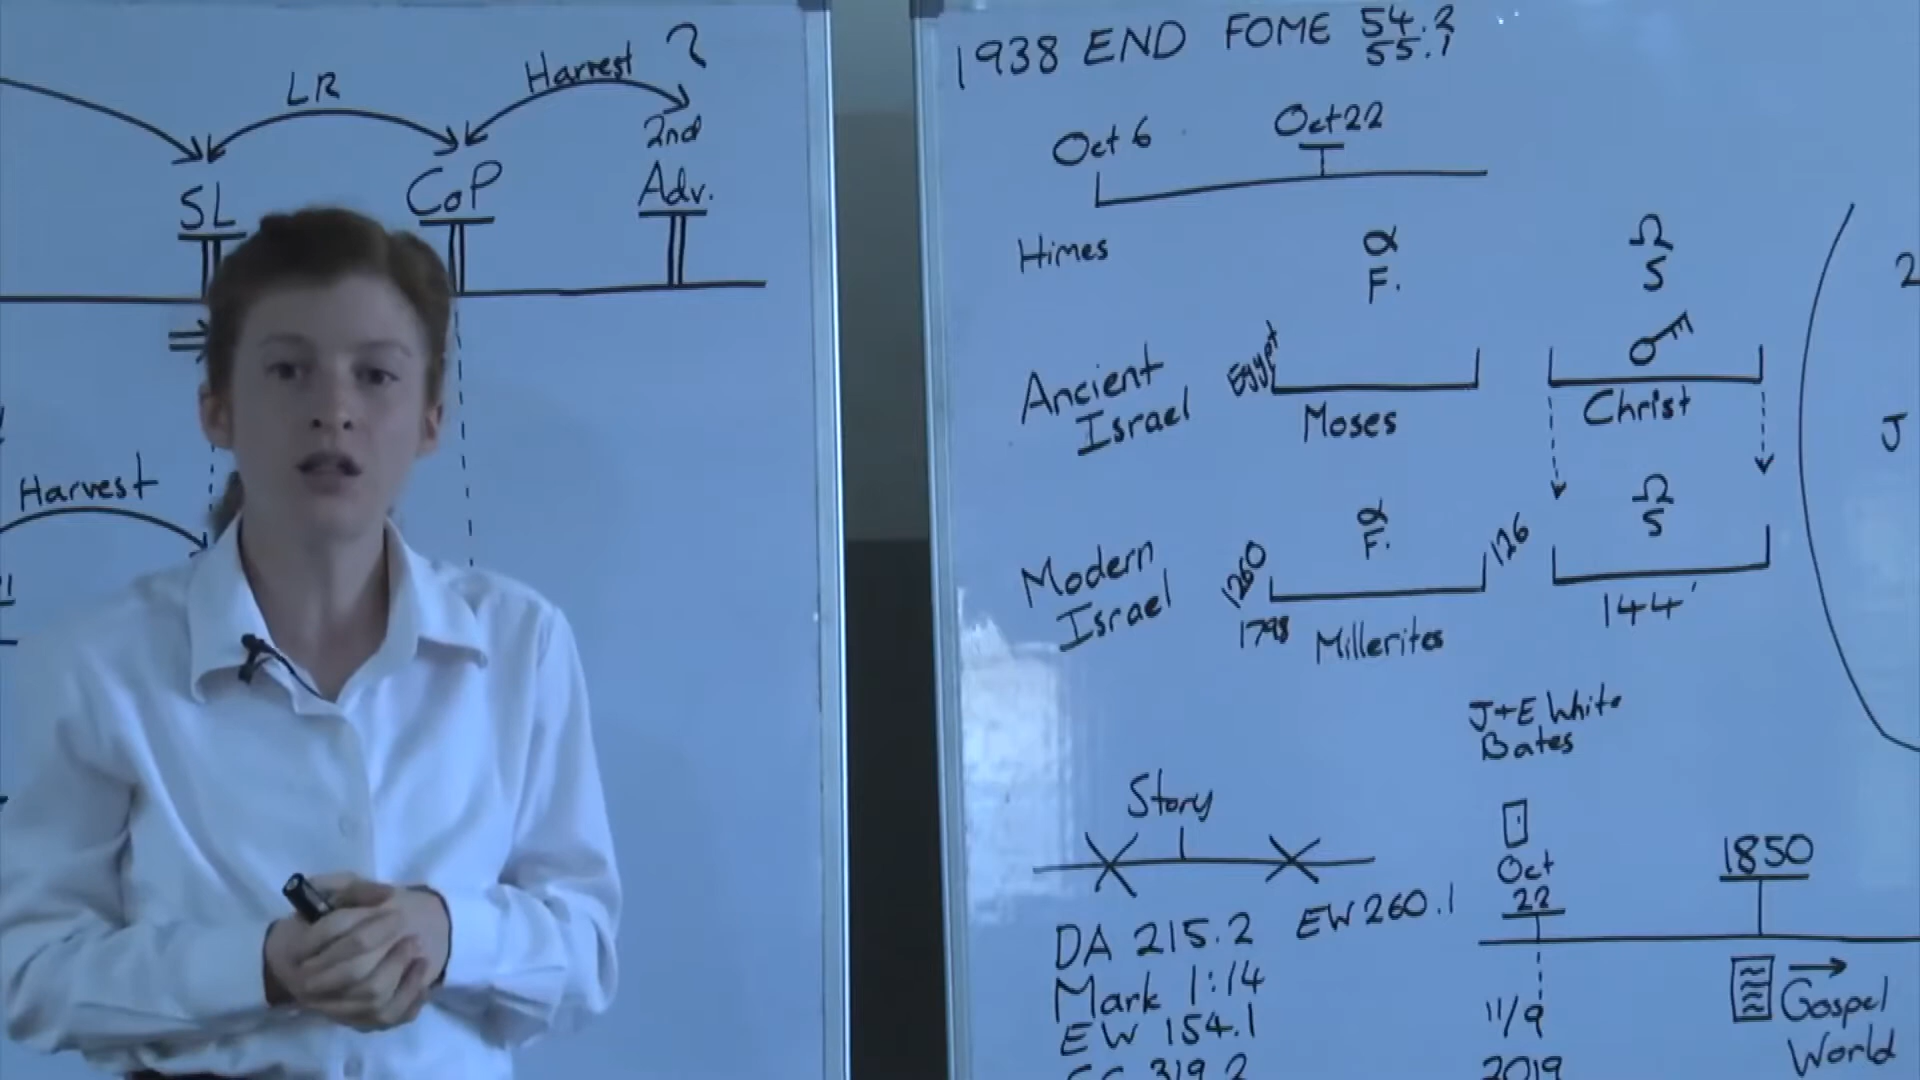 LR
Harvest ?
SL
CoP
2nd
Adv.
Harvest
1938 END FOME 54.2
55.1
Oct 6
Oct 22
Himes
α
F.
Ω
S
Ancient
Israel
Egypt
Moses
Christ
Modern
Israel
1260
1798
α
F.
126
Millerites
Ω
S
144'
J+E White
Bates
Story
Oct
22
1850
DA 215.2
EW 260.1
Mark 1:14
EW 154.1
11/9
2019
Gospel
World
2
J